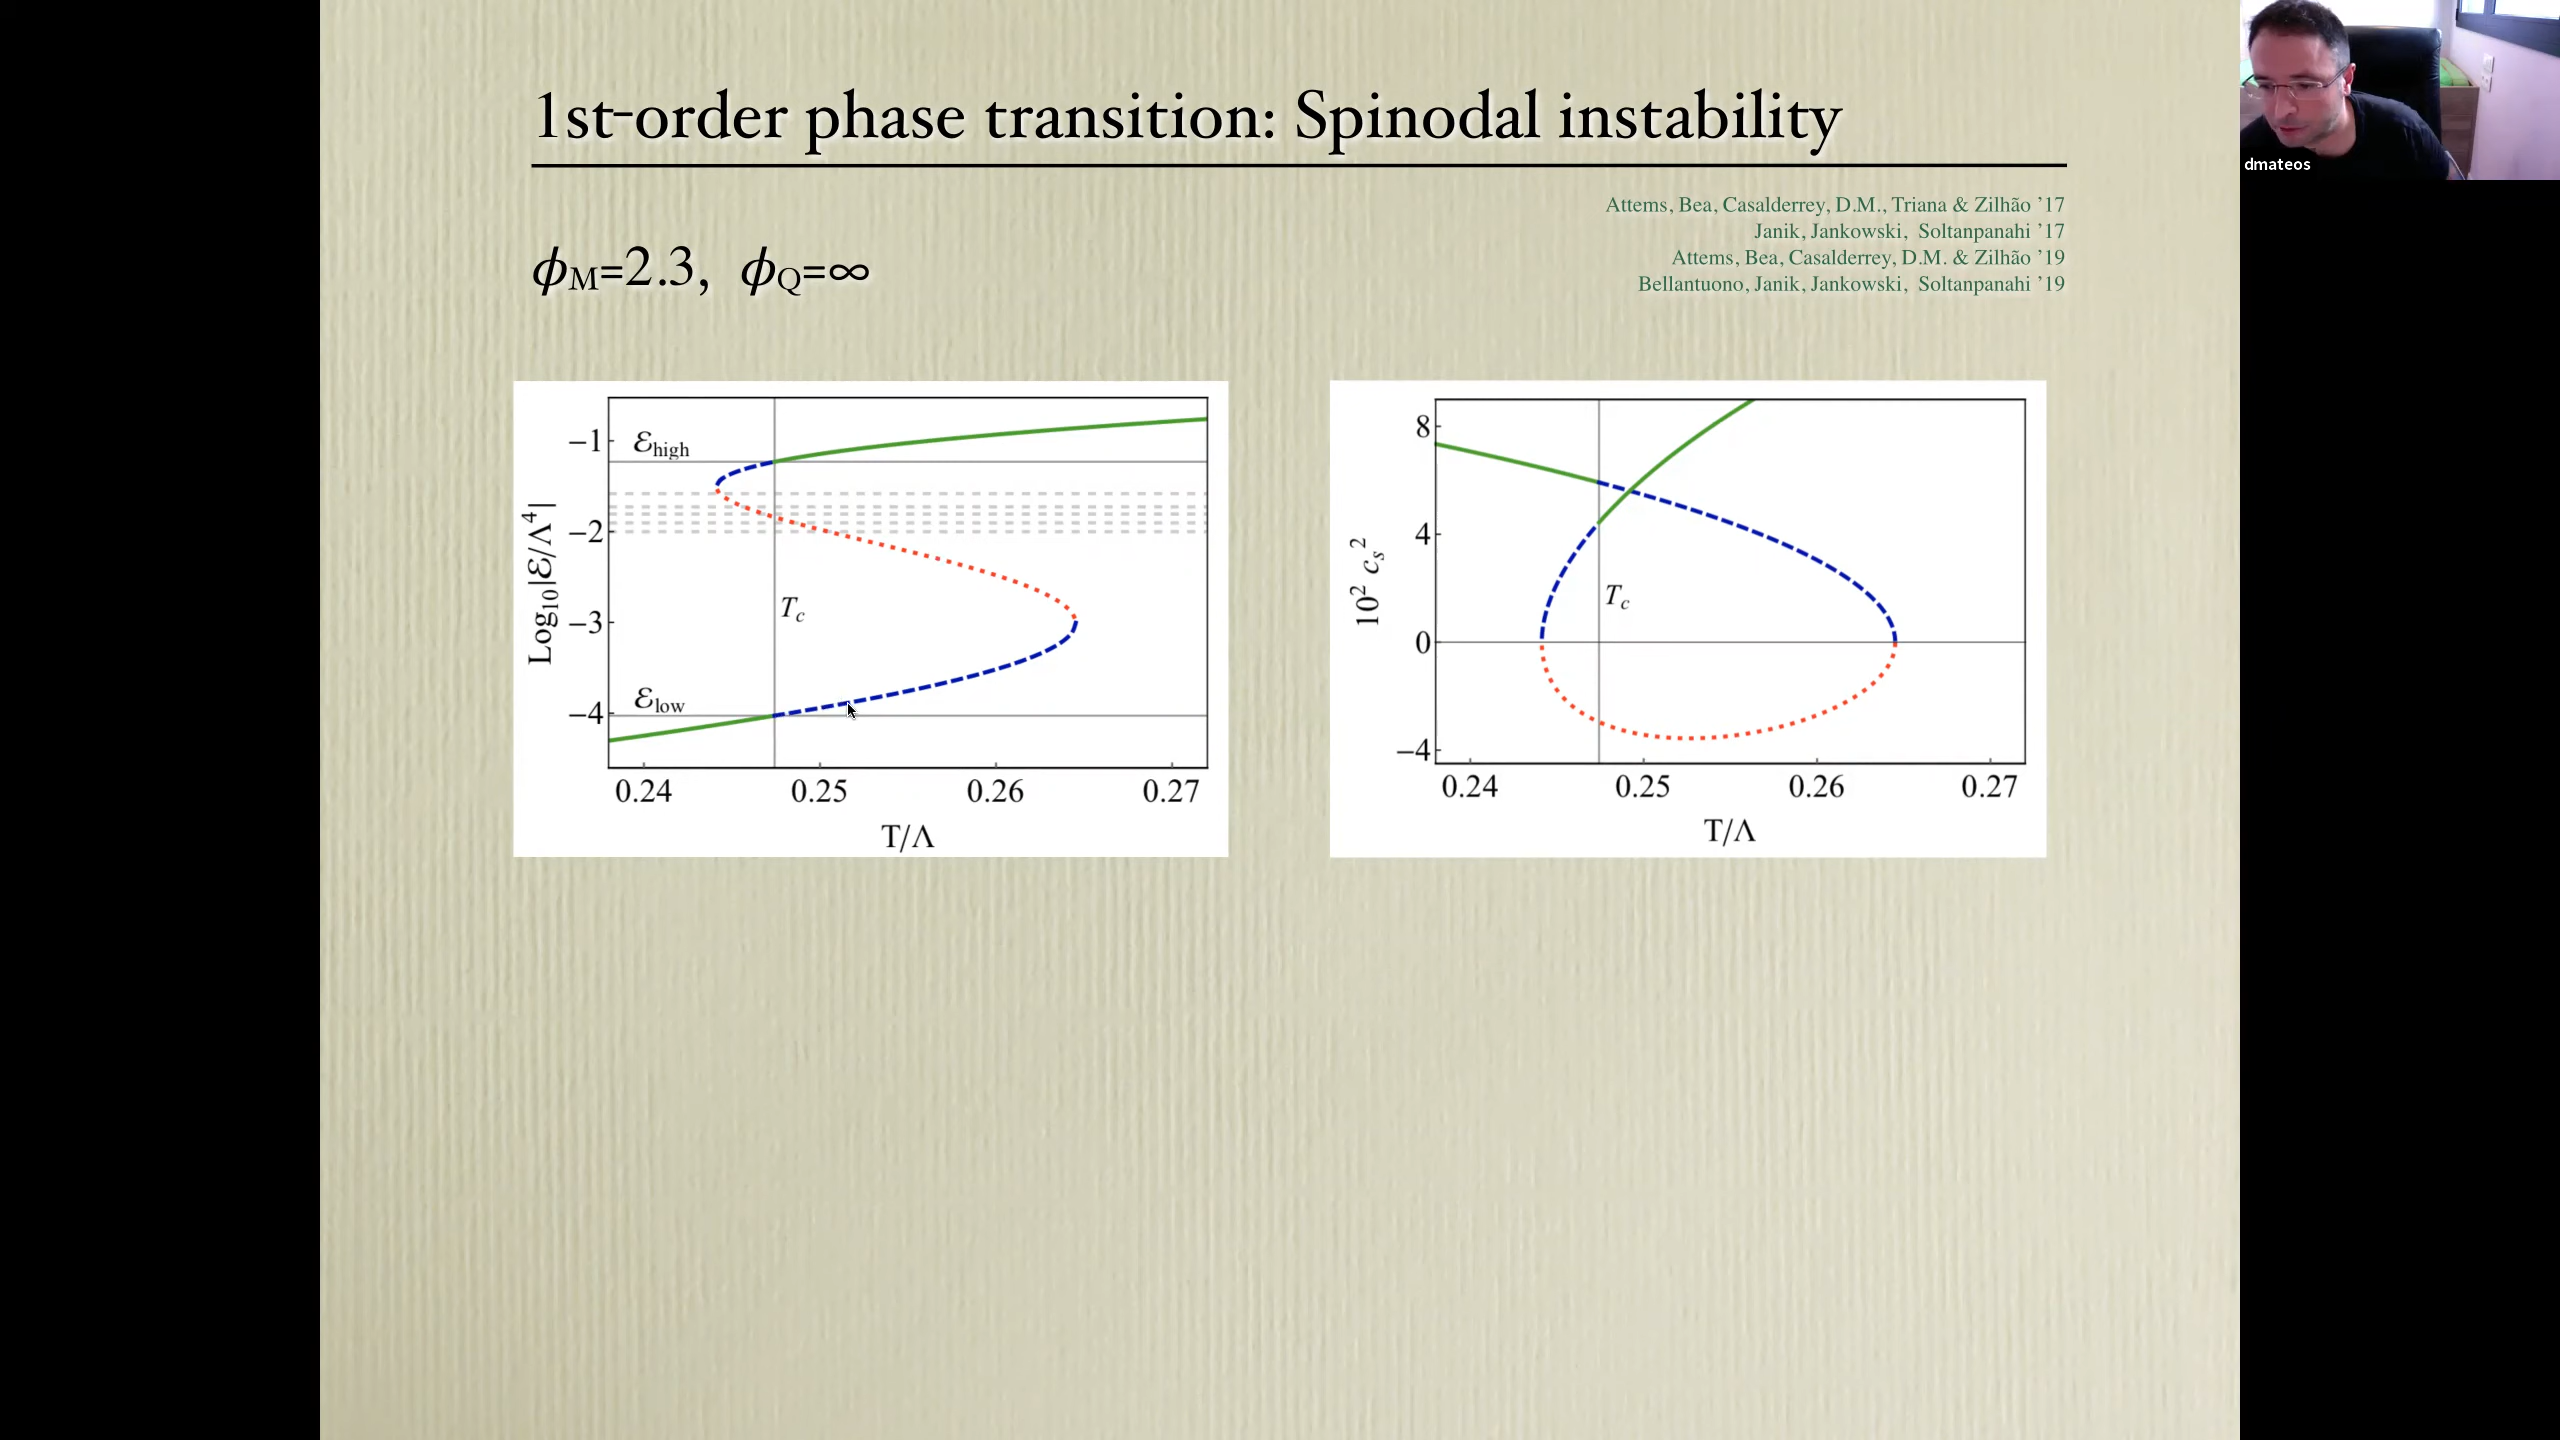 1st-order phase transition: Spinodal instability
dmateos
Attems, Bea, Casalderrey, D.M., Triana & Zilhão ’17
Janik, Jankowski, Soltanpanahi ’17
Attems, Bea, Casalderrey, D.M. & Zilhão ’19
Bellantuono, Janik, Jankowski, Soltanpanahi ’19
ϕM=2.3, ϕQ=∞
Log10|ℰ/Λ4|
−1
−2
−3
−4
ℰhigh
ℰlow
Tc
0.24 0.25 0.26 0.27
T/Λ
10² cs²
8
4
0
−4
Tc
0.24 0.25 0.26 0.27
T/Λ